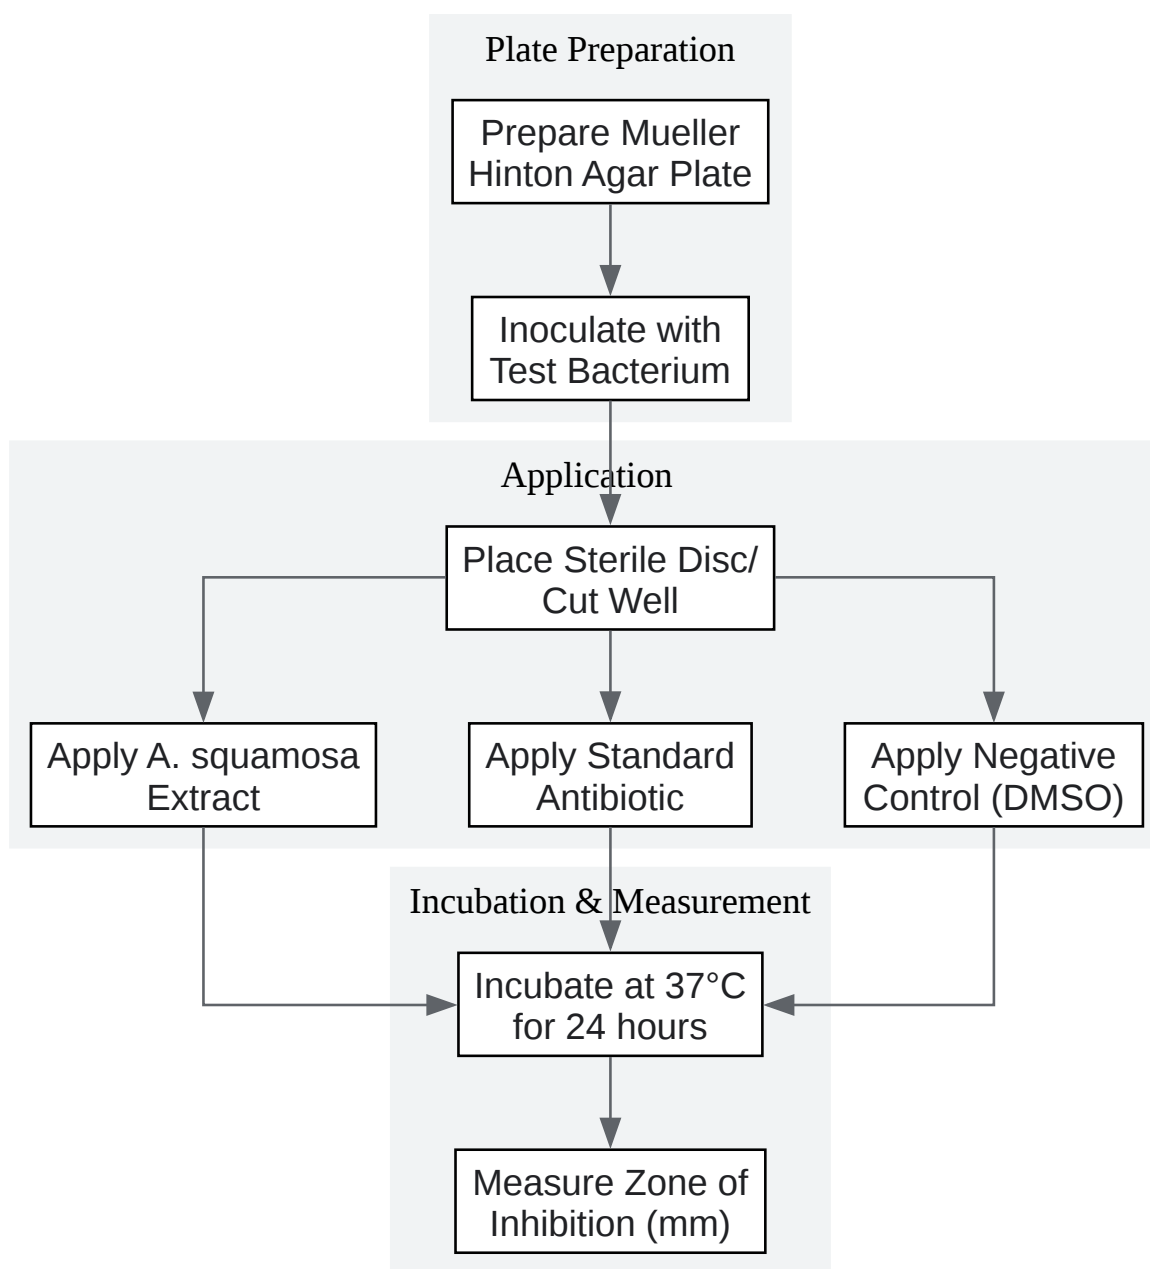 Plate Preparation
Prepare Mueller
Hinton Agar Plate
Inoculate with
Test Bacterium
Application
Place Sterile Disc/
Cut Well
Apply A. squamosa
Extract
Apply Standard
Antibiotic
Apply Negative
Control (DMSO)
Incubation & Measurement
Incubate at 37°C
for 24 hours
Measure Zone of
Inhibition (mm)